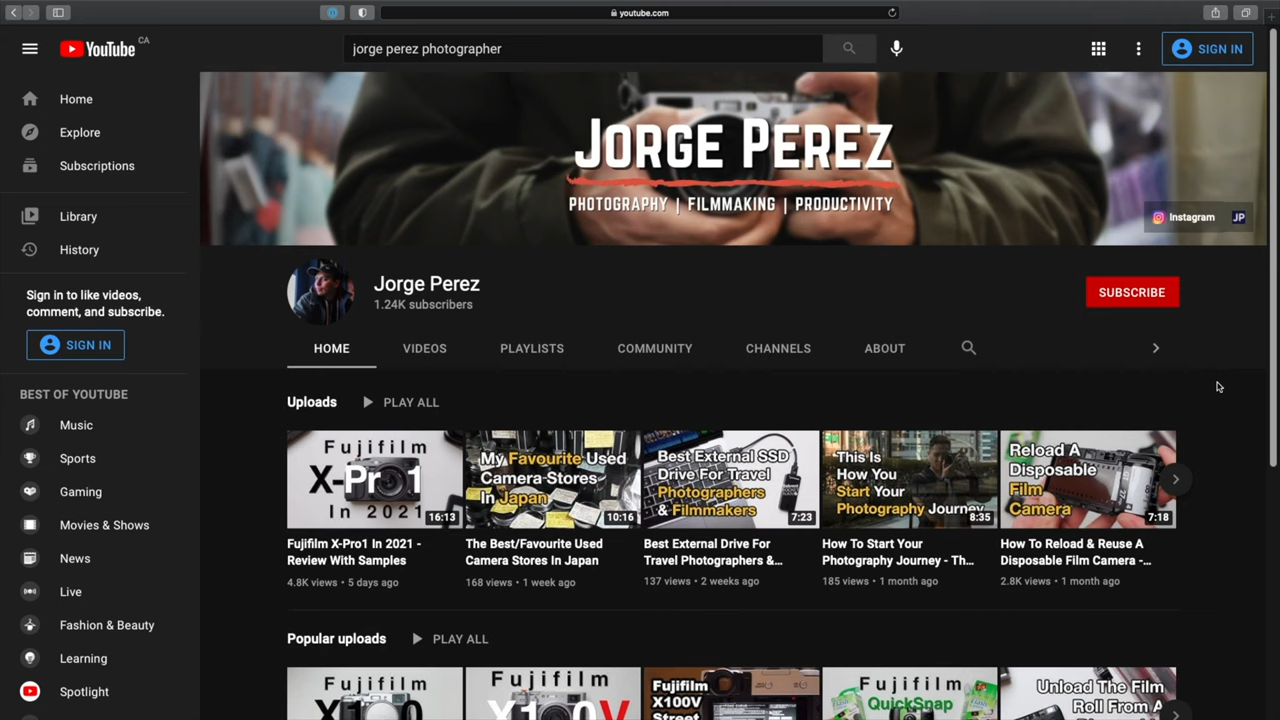 youtube.com
YouTube CA
jorge perez photographer
SIGN IN
Home
Explore
Subscriptions
Library
History
Sign in to like videos,
comment, and subscribe.
SIGN IN
BEST OF YOUTUBE
Music
Sports
Gaming
Movies & Shows
News
Live
Fashion & Beauty
Learning
Spotlight
JORGE PEREZ
PHOTOGRAPHY | FILMMAKING | PRODUCTIVITY
Instagram JP
Jorge Perez
1.24K subscribers
SUBSCRIBE
HOME VIDEOS PLAYLISTS COMMUNITY CHANNELS ABOUT
Uploads PLAY ALL
Fujifilm
X-Pro1
In 2021
16:13
My Favourite Used
Camera Stores
In Japan
10:16
Best External SSD
Drive For Travel
Photographers
& Filmmakers
7:23
This Is
How You
Start Your
Photography Journey
8:35
Reload A
Disposable
Film
Camera
7:18
Fujifilm X-Pro1 In 2021 -
Review With Samples
4.8K views • 5 days ago
The Best/Favourite Used
Camera Stores In Japan
168 views • 1 week ago
Best External Drive For
Travel Photographers &...
137 views • 2 weeks ago
How To Start Your
Photography Journey - Th...
185 views • 1 month ago
How To Reload & Reuse A
Disposable Film Camera -...
2.8K views • 1 month ago
Popular uploads PLAY ALL
Fujifilm
Fujifilm
Fujifilm
X100V
Street
Fujifilm
QuickSnap
Unload The Film
Roll From A